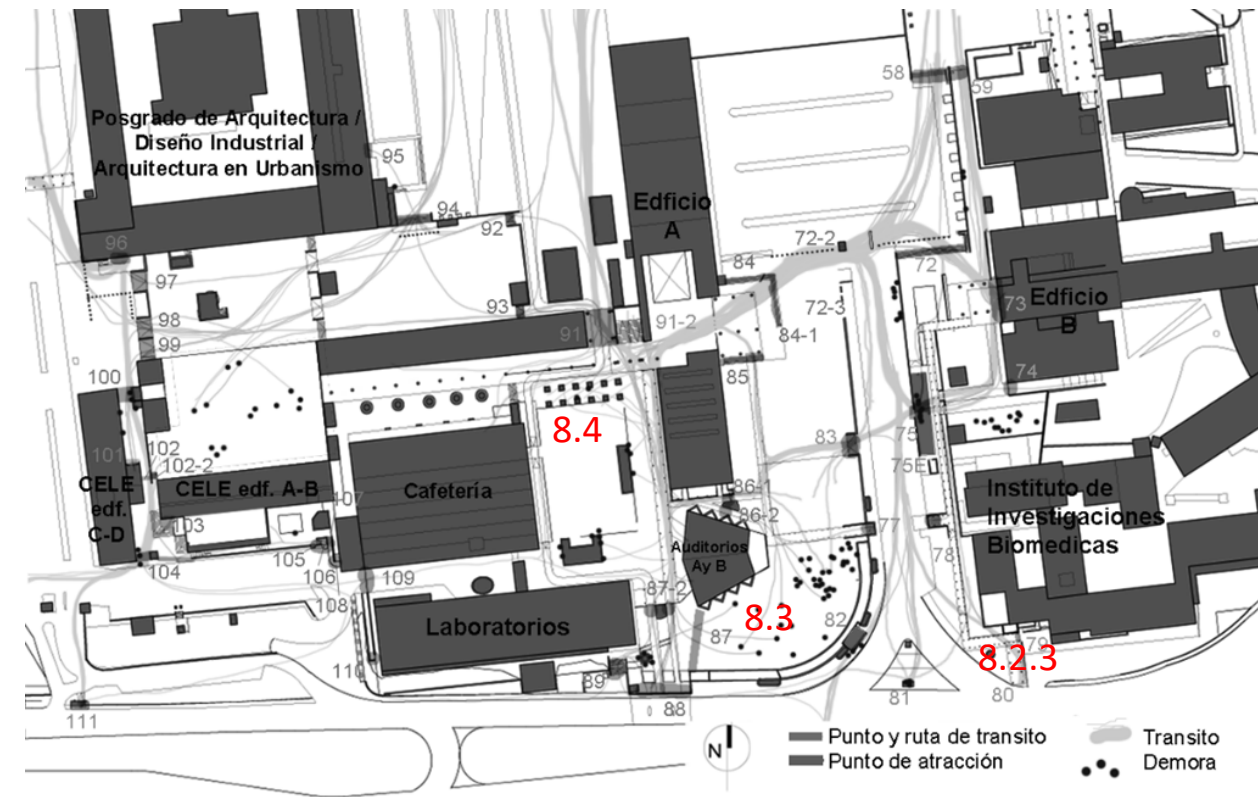 58
59
Posgrado de Arquitectura /
Diseño Industrial /
Arquitectura en Urbanismo
95
94
92
Edficio
A
72-2
96
97
84
72
93
98
99
91
91-2
72-3
84-1
73
Edficio
B
85
74
100
8.4
83
75
75E
101
102
102-2
CELE
edf.
C-D
CELE edf. A-B
107
Cafetería
86-1
86-2
Instituto de
Investigaciones
Biomedicas
103
104
105
106
77
78
Auditorios
Ay B
109
108
87-2
8.3
82
87
Laboratorios
79
8.2.3
110
89
80
81
88
111
N
Punto y ruta de transito
Punto de atracción
Transito
Demora